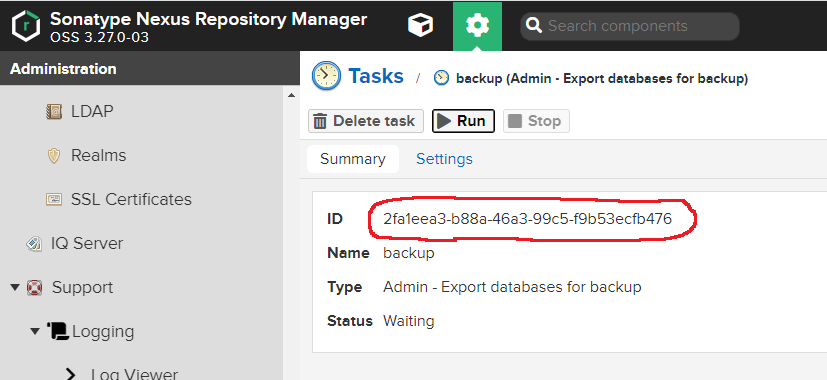 Sonatype Nexus Repository Manager
OSS 3.27.0-03
Search components
Administration
LDAP
Realms
SSL Certificates
IQ Server
Support
Logging
Log Viewer
Tasks / backup (Admin - Export databases for backup)
Delete task Run Stop
Summary Settings
ID 2fa1eea3-b88a-46a3-99c5-f9b53ecfb476
Name backup
Type Admin - Export databases for backup
Status Waiting